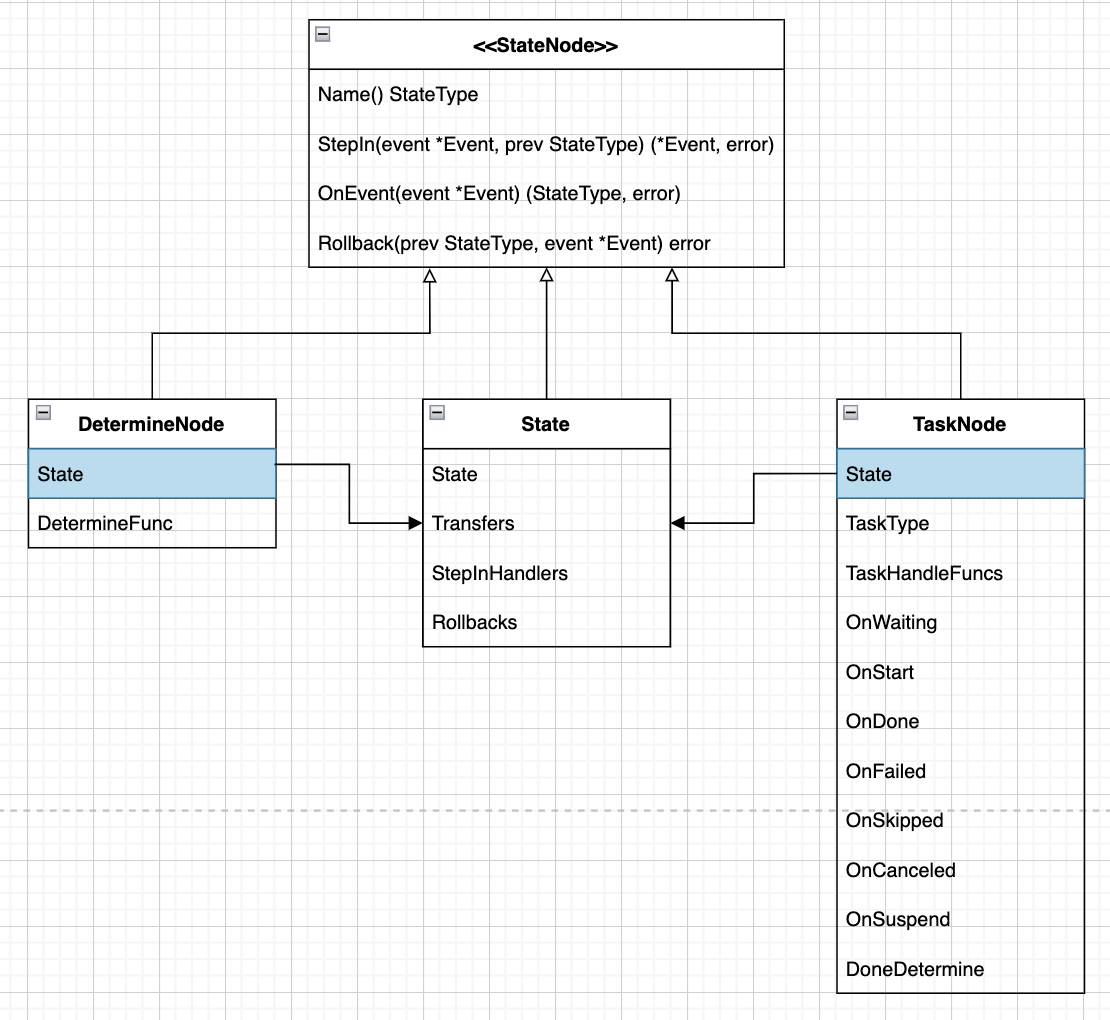 <<StateNode>>
Name() StateType
StepIn(event *Event, prev StateType) (*Event, error)
OnEvent(event *Event) (StateType, error)
Rollback(prev StateType, event *Event) error
DetermineNode
State
DetermineFunc
State
State
Transfers
StepInHandlers
Rollbacks
TaskNode
State
TaskType
TaskHandleFuncs
OnWaiting
OnStart
OnDone
OnFailed
OnSkipped
OnCanceled
OnSuspend
DoneDetermine